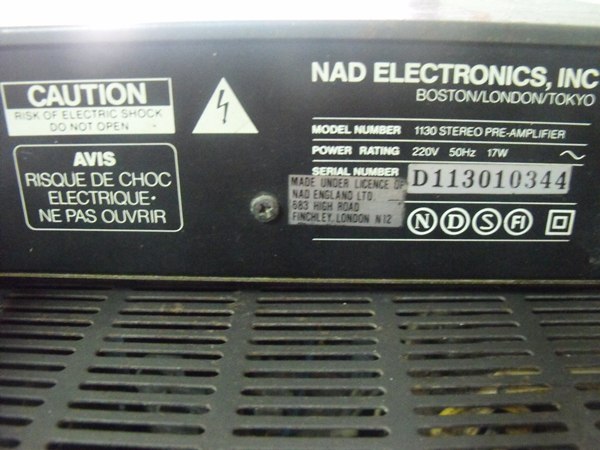 CAUTION
RISK OF ELECTRIC SHOCK
DO NOT OPEN
AVIS
RISQUE DE CHOC
ELECTRIQUE·
NE PAS OUVRIR
NAD ELECTRONICS, INC
BOSTON/LONDON/TOKYO
MODEL NUMBER 1130 STEREO PRE-AMPLIFIER
POWER RATING 220V 50Hz 17W
SERIAL NUMBER D113010344
MADE UNDER LICENCE OF
NAD ENGLAND LTD.
683 HIGH ROAD
FINCHLEY, LONDON N12
N D S FI